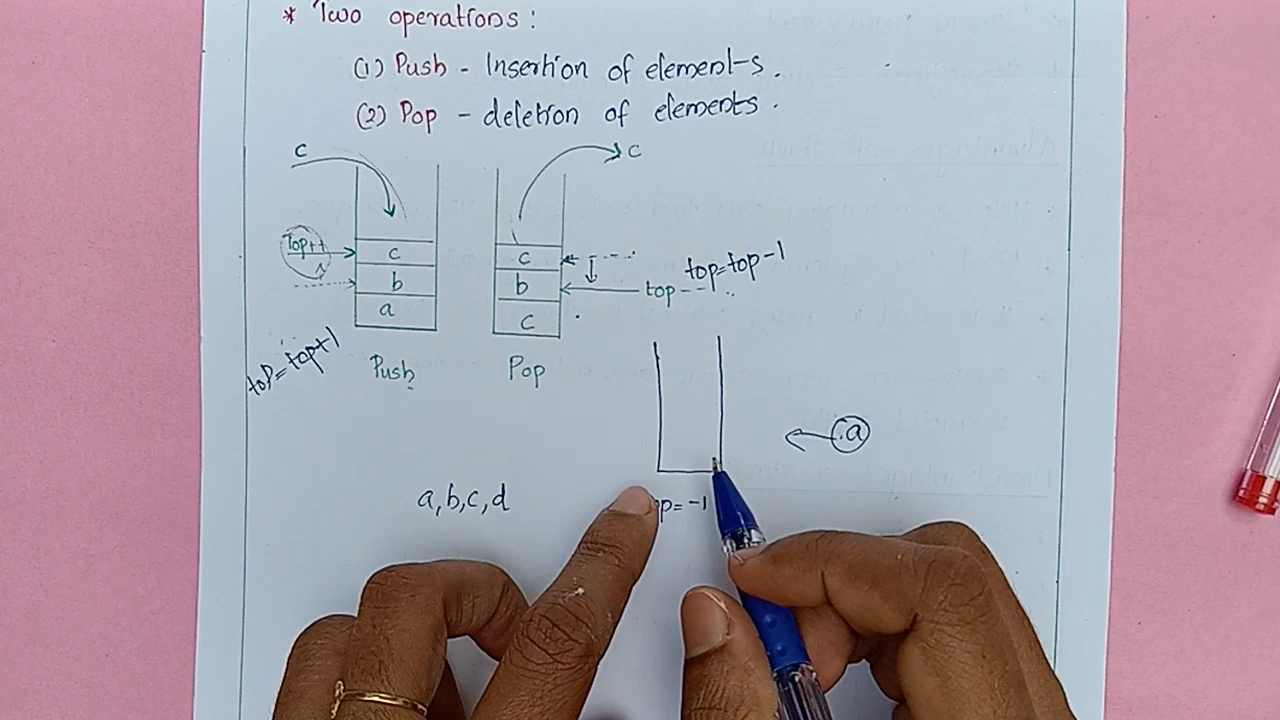 * Two operations:
(1) Push - Insertion of elements.
(2) Pop - deletion of elements.
c
c
Top++
c
b
a
c
b
c
top
top=top-1
top=top+1
Push
Pop
a
a,b,c,d
op=-1